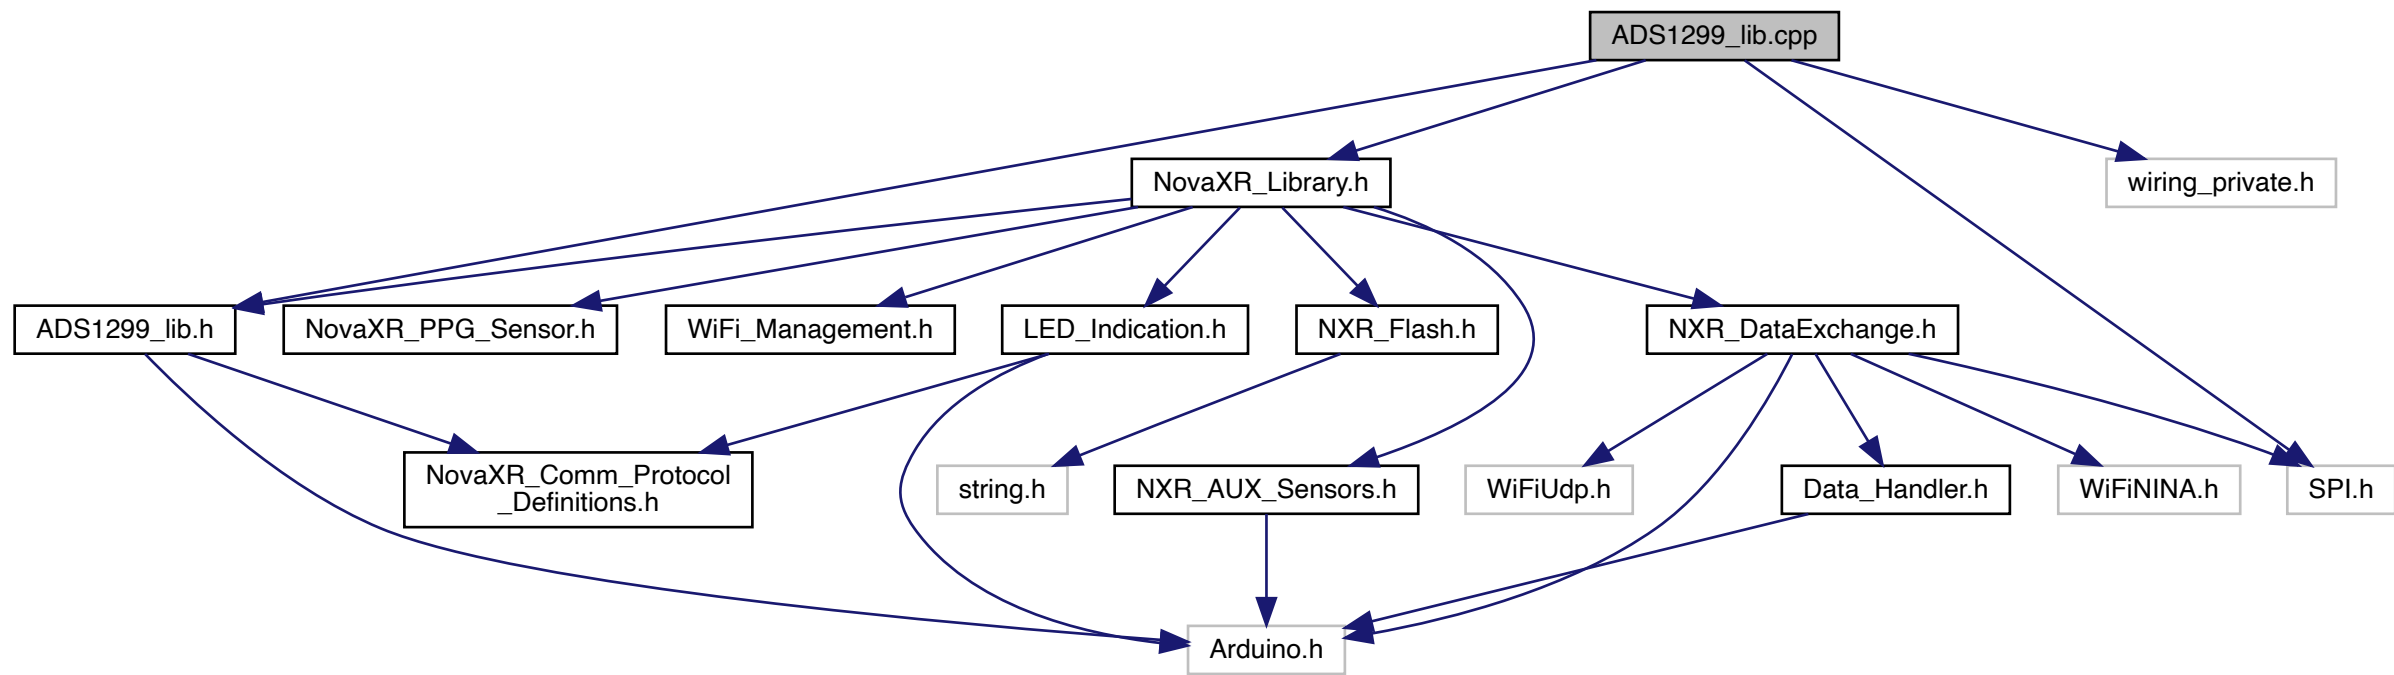 ADS1299_lib.cpp
NovaXR_Library.h
wiring_private.h
ADS1299_lib.h
NovaXR_PPG_Sensor.h
WiFi_Management.h
LED_Indication.h
NXR_Flash.h
NXR_DataExchange.h
NovaXR_Comm_Protocol
_Definitions.h
string.h
NXR_AUX_Sensors.h
WiFiUdp.h
Data_Handler.h
WiFiNINA.h
SPI.h
Arduino.h